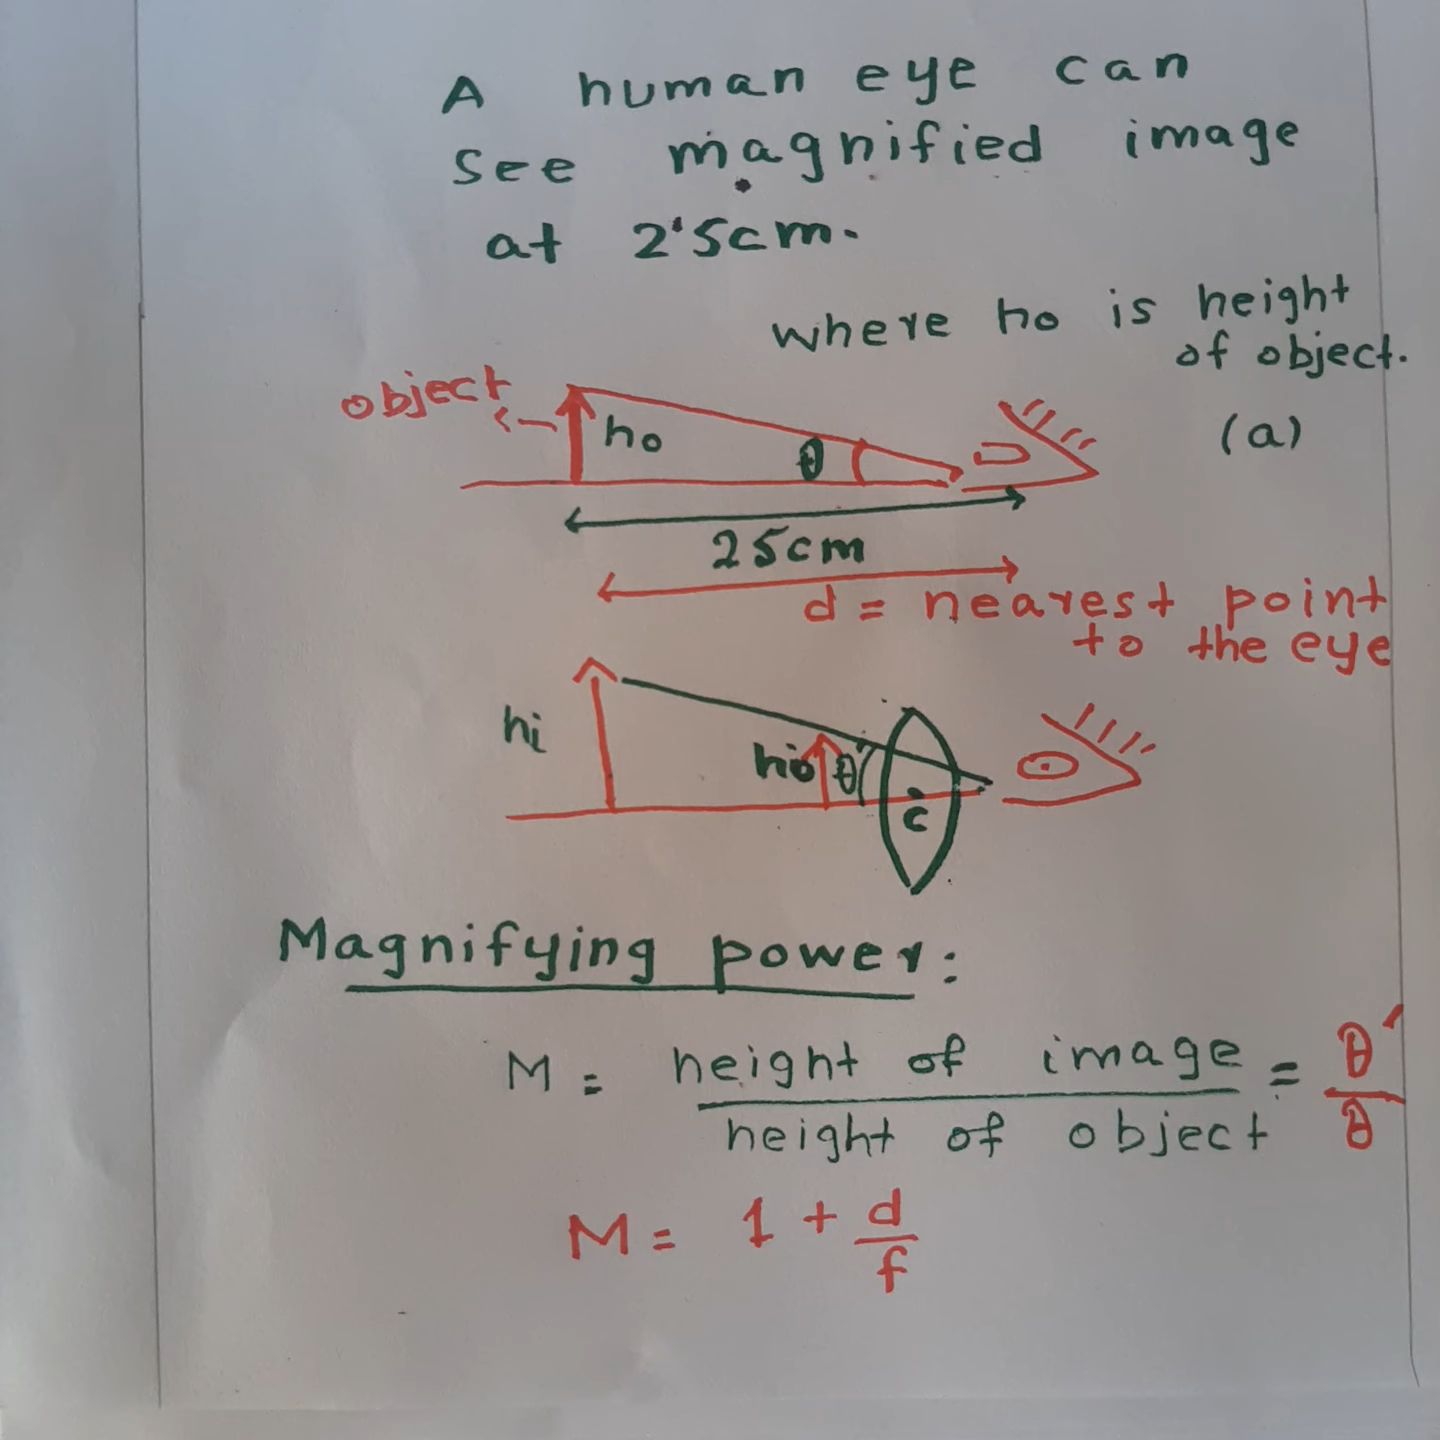 A human eye can
see magnified image
at 2'5cm.
where ho is height
of object.
object
ho
θ
(a)
25cm
d = nearest point
to the eye
hi
ho
θ'
c
Magnifying power:
M = height of image = θ'
height of object θ
M = 1 + d
f